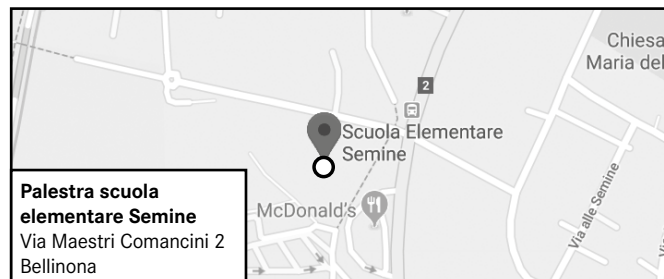 Chiesa
Maria del
2
Scuola Elementare
Semine
McDonald's
Via alle Semine
Palestra scuola
elementare Semine
Via Maestri Comancini 2
Bellinona